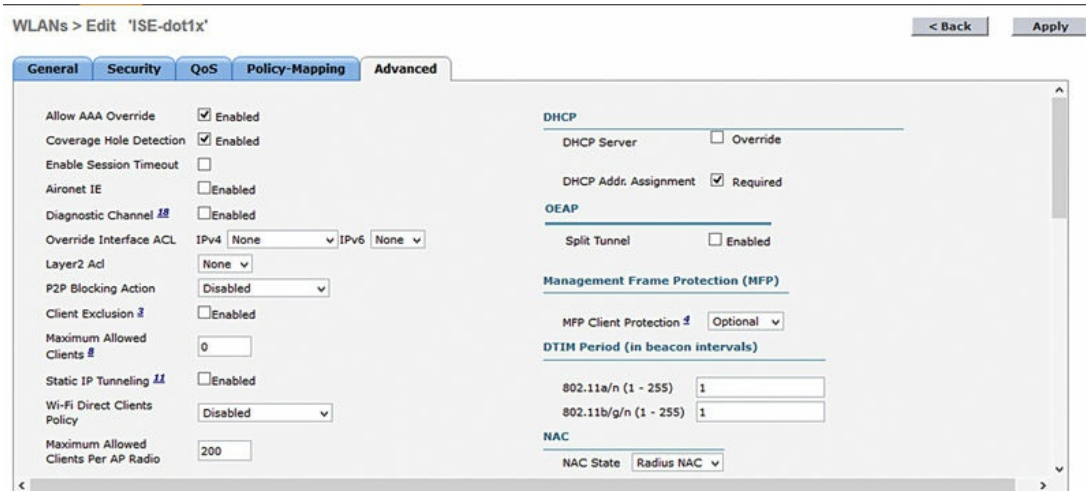 WLANs > Edit 'ISE-dot1x'
< Back
Apply
General
Security
QoS
Policy-Mapping
Advanced
Allow AAA Override
Enabled
Coverage Hole Detection
Enabled
Enable Session Timeout
Aironet IE
Enabled
Diagnostic Channel 18
Enabled
Override Interface ACL
IPv4 None
IPv6 None
Layer2 Acl
None
P2P Blocking Action
Disabled
Client Exclusion 3
Enabled
Maximum Allowed
Clients 8
0
Static IP Tunneling 11
Enabled
Wi-Fi Direct Clients
Policy
Disabled
Maximum Allowed
Clients Per AP Radio
200
DHCP
DHCP Server
Override
DHCP Addr. Assignment
Required
OEAP
Split Tunnel
Enabled
Management Frame Protection (MFP)
MFP Client Protection 4
Optional
DTIM Period (in beacon intervals)
802.11a/n (1 - 255)
1
802.11b/g/n (1 - 255)
1
NAC
NAC State
Radius NAC